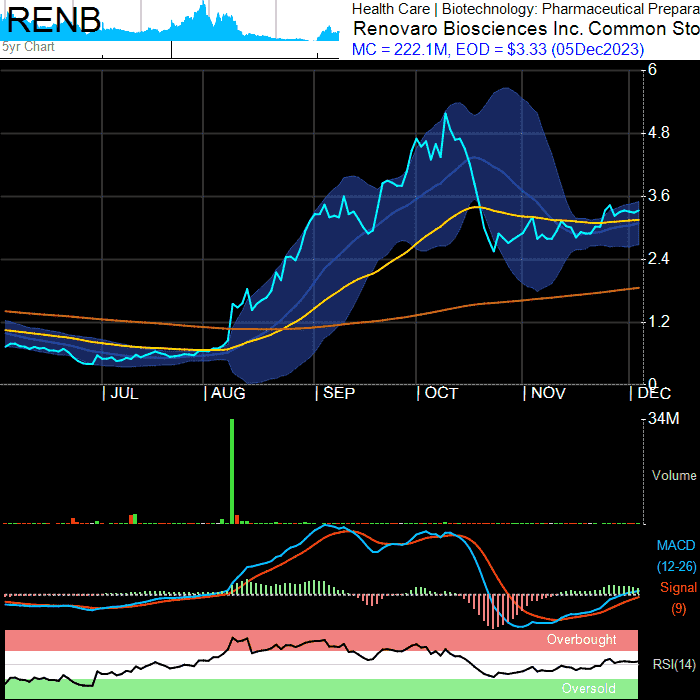 RENB
5yr Chart
Health Care | Biotechnology: Pharmaceutical Prepara
Renovaro Biosciences Inc. Common Sto
MC = 222.1M, EOD = $3.33 (05Dec2023)
6
4.8
3.6
2.4
1.2
0
JUL
AUG
SEP
OCT
NOV
DEC
34M
Volume
MACD
(12-26)
Signal
(9)
Overbought
RSI(14)
Oversold